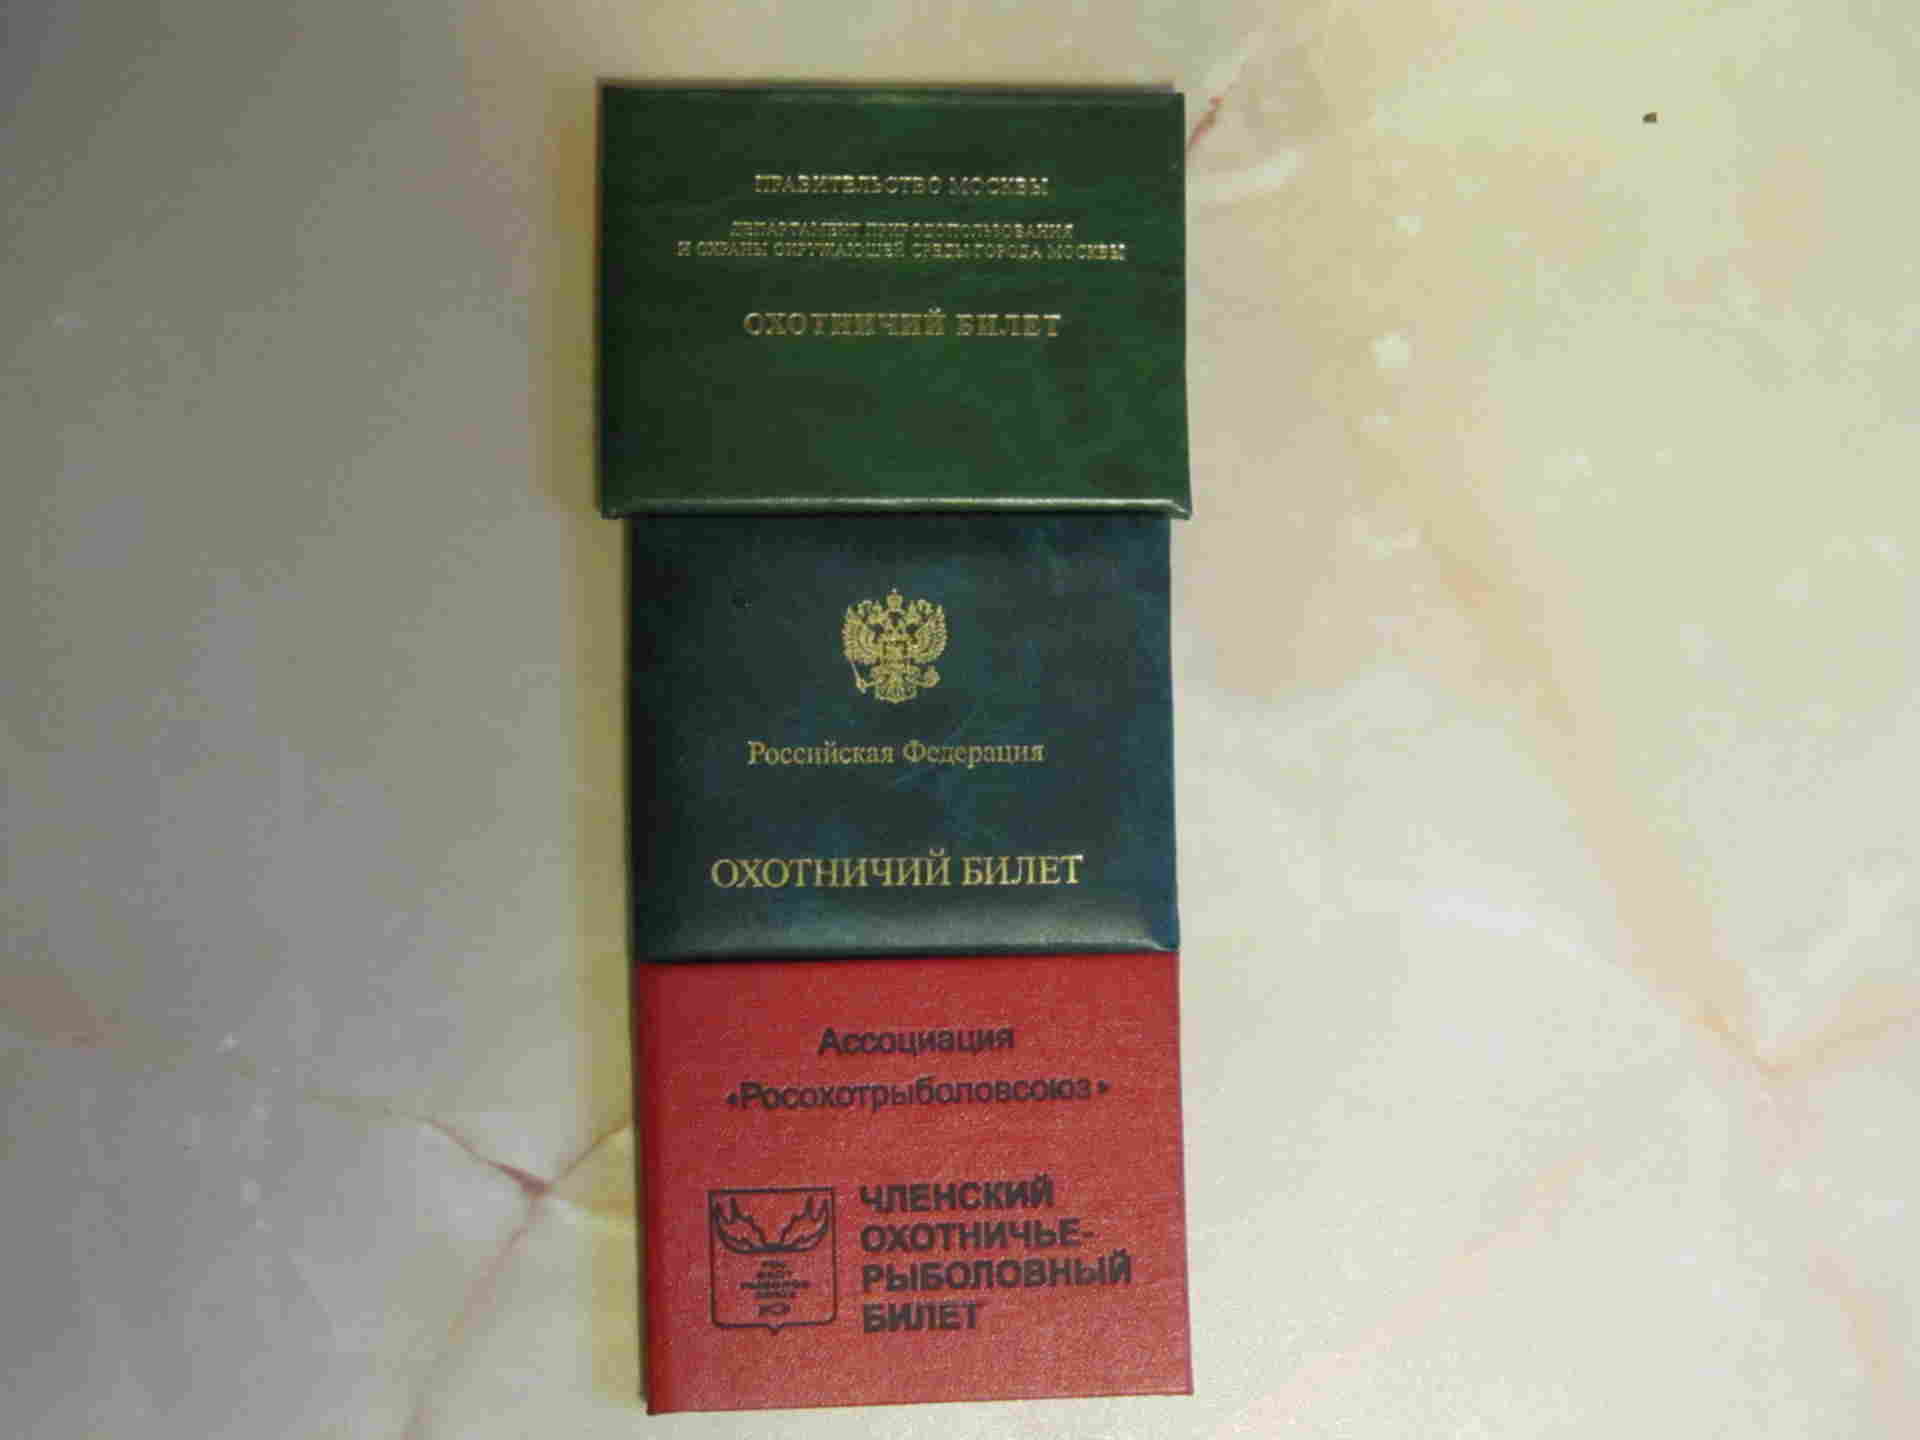 ПРАВИТЕЛЬСТВО МОСКВЫ
ДЕПАРТАМЕНТ ПРИРОДОПОЛЬЗОВАНИЯ
И ОХРАНЫ ОКРУЖАЮЩЕЙ СРЕДЫ ГОРОДА МОСКВЫ
ОХОТНИЧИЙ БИЛЕТ
Российская Федерация
ОХОТНИЧИЙ БИЛЕТ
Ассоциация
«Росохотрыболовсоюз»
ЧЛЕНСКИЙ
ОХОТНИЧЬЕ-
РЫБОЛОВНЫЙ
БИЛЕТ